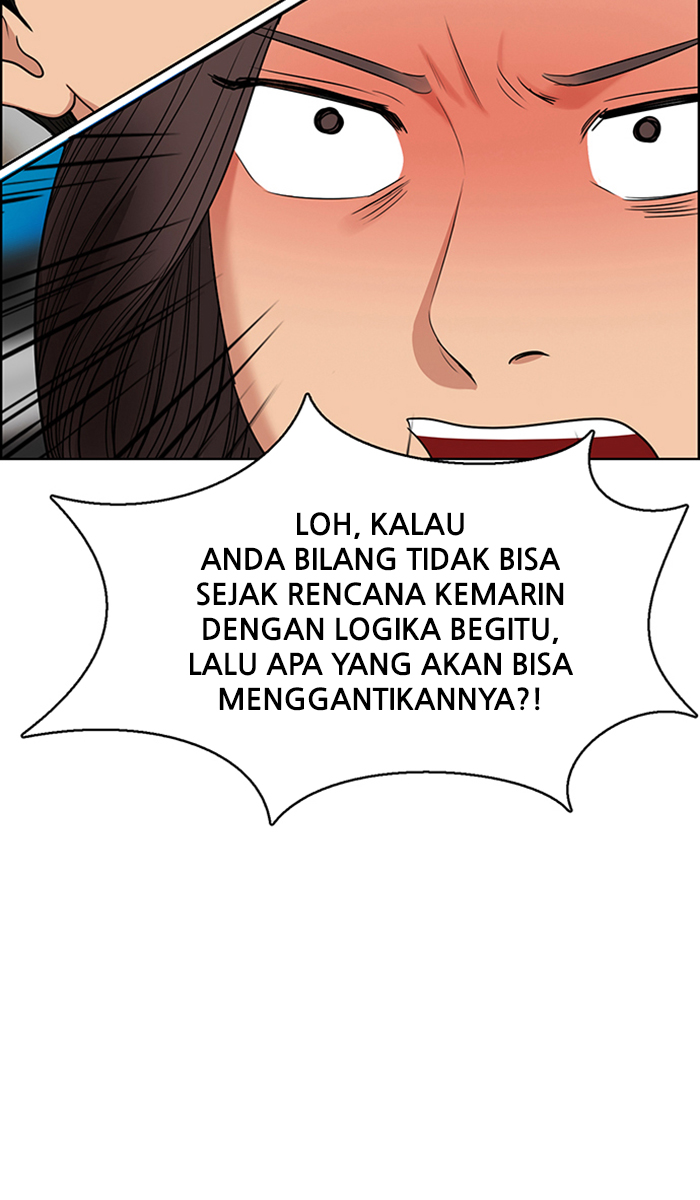 LOH, KALAU
ANDA BILANG TIDAK BISA
SEJAK RENCANA KEMARIN
DENGAN LOGIKA BEGITU,
LALU APA YANG AKAN BISA
MENGGANTIKANNYA?!